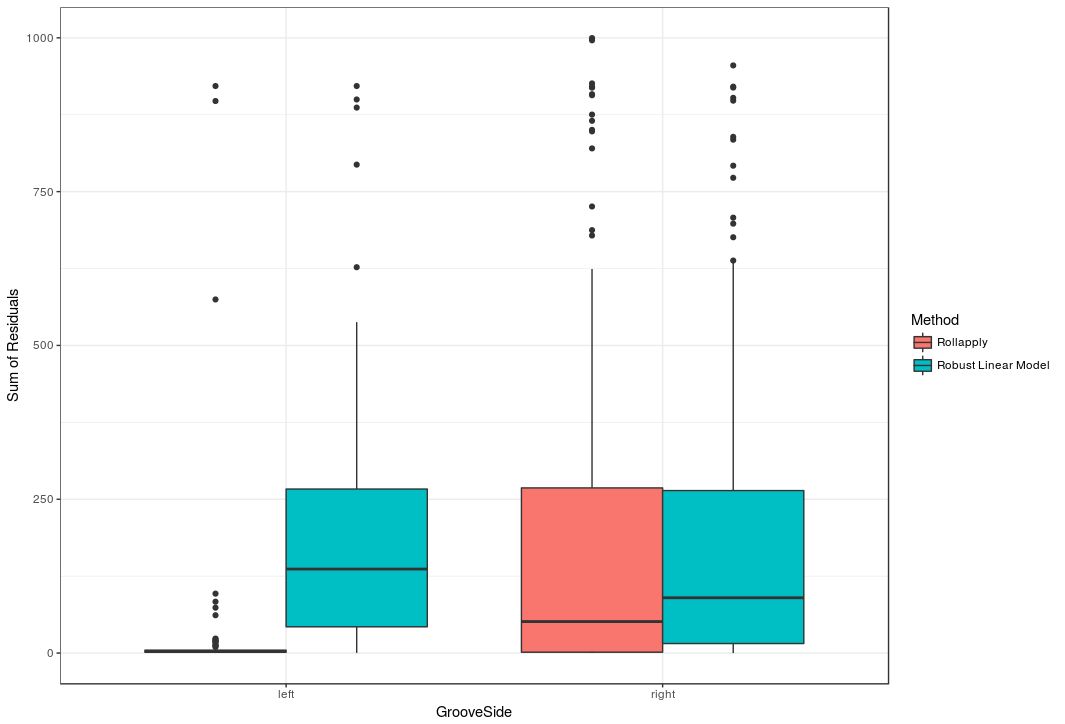 1000
750
500
250
0
Sum of Residuals
left
right
GrooveSide
Method
Rollapply
Robust Linear Model